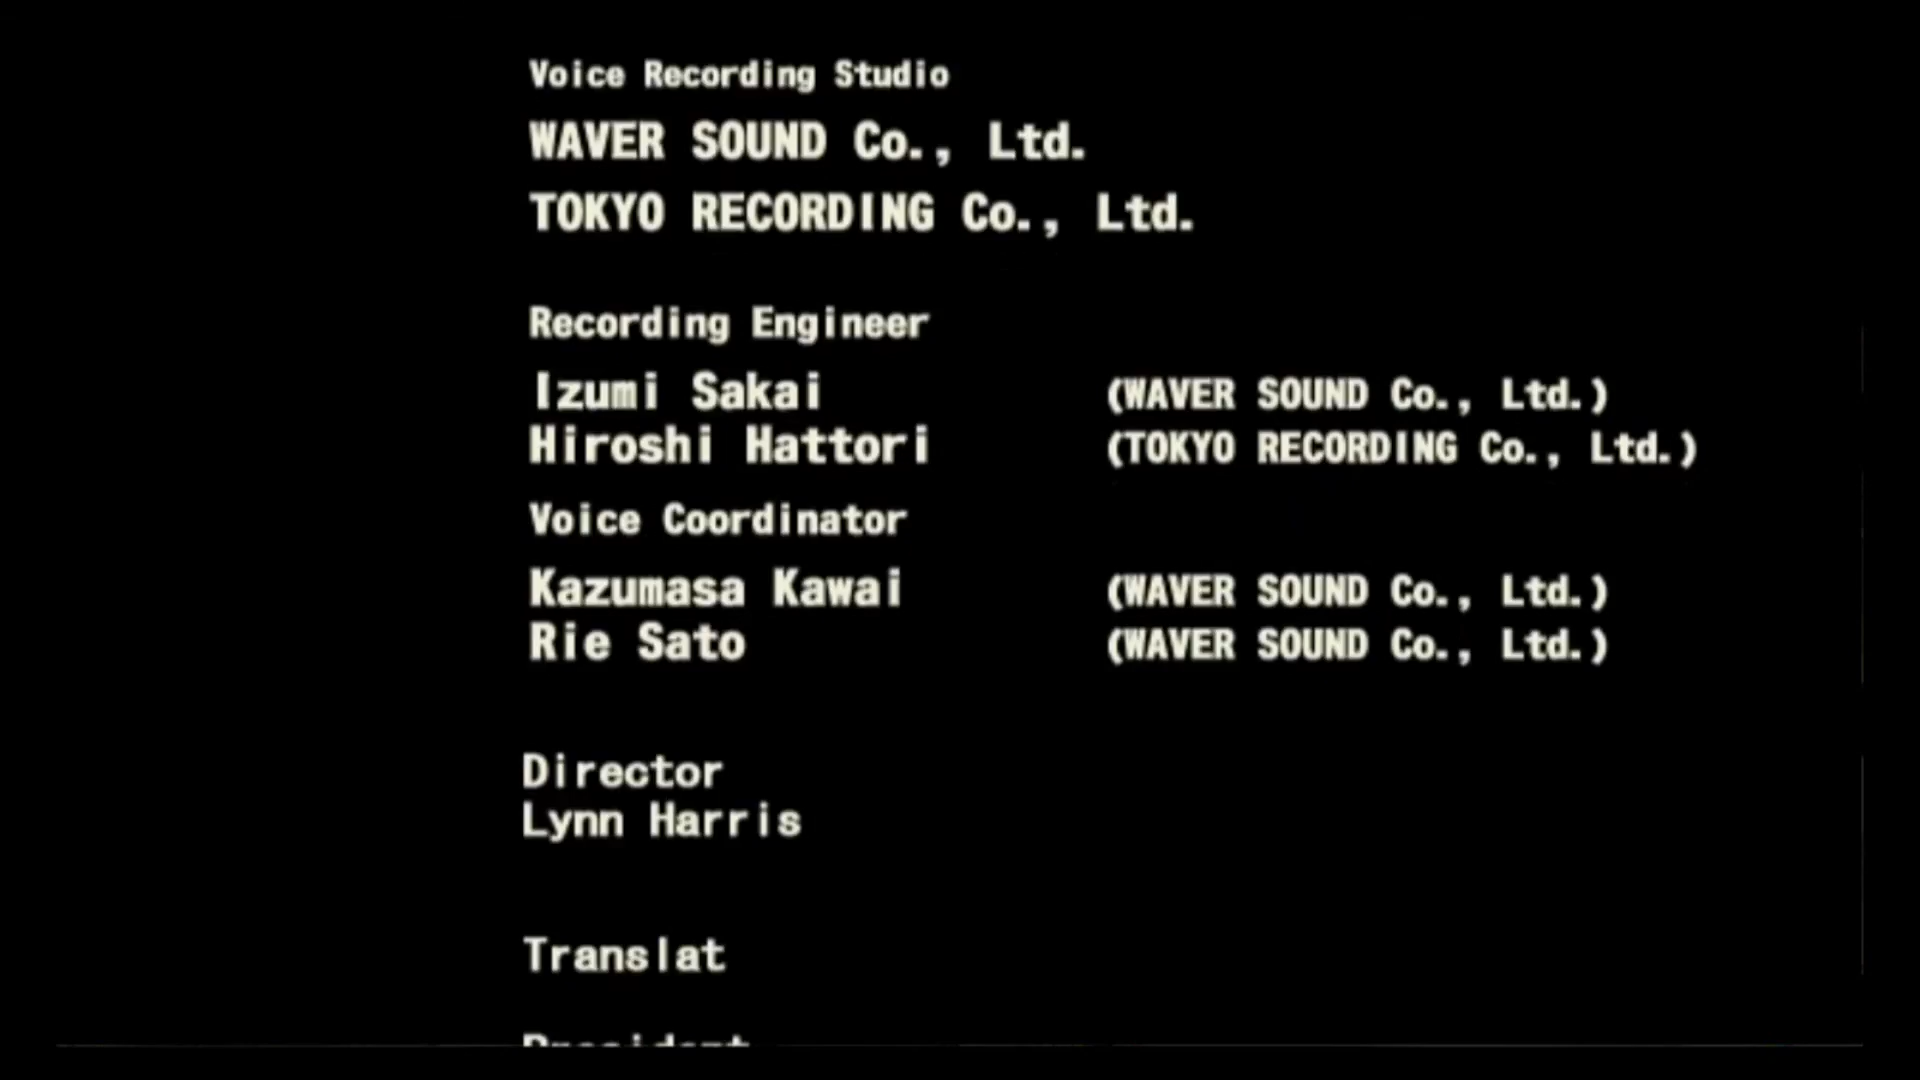 Voice Recording Studio
WAVER SOUND Co., Ltd.
TOKYO RECORDING Co., Ltd.
Recording Engineer
Izumi Sakai (WAVER SOUND Co., Ltd.)
Hiroshi Hattori (TOKYO RECORDING Co., Ltd.)
Voice Coordinator
Kazumasa Kawai (WAVER SOUND Co., Ltd.)
Rie Sato (WAVER SOUND Co., Ltd.)
Director
Lynn Harris
Translat
President